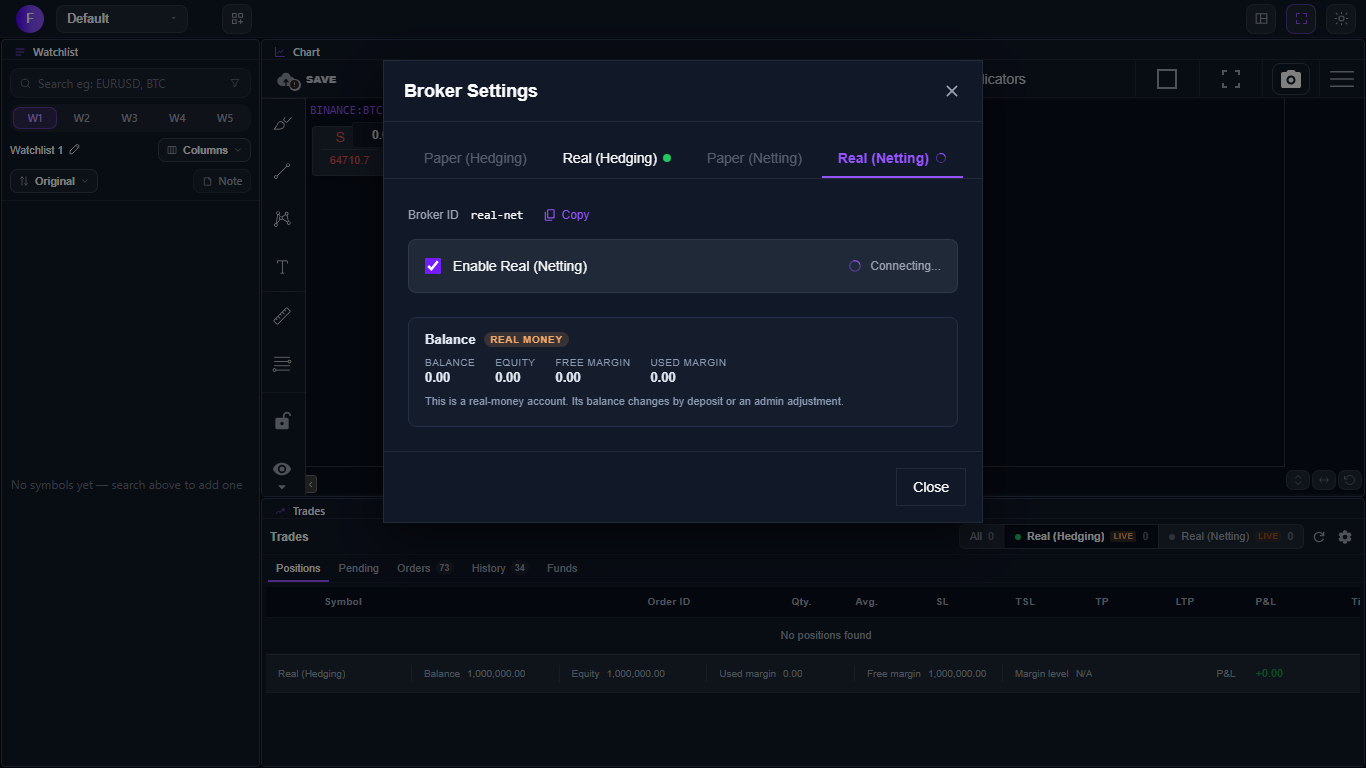 F Default
Watchlist
Chart
Search eg: EURUSD, BTC
SAVE
dicators
W1 W2 W3 W4 W5
BINANCE:BTC
Watchlist 1 Columns
S 0.
64710.7
Original Note
No symbols yet — search above to add one
Broker Settings
Paper (Hedging) Real (Hedging) Paper (Netting) Real (Netting)
Broker ID real-net Copy
Enable Real (Netting) Connecting...
Balance REAL MONEY
BALANCE EQUITY FREE MARGIN USED MARGIN
0.00 0.00 0.00 0.00
This is a real-money account. Its balance changes by deposit or an admin adjustment.
Close
Trades
Trades All 0 Real (Hedging) LIVE 0 Real (Netting) LIVE 0
Positions Pending Orders 73 History 34 Funds
Symbol Order ID Qty. Avg. SL TSL TP LTP P&L Ti
No positions found
Real (Hedging) Balance 1,000,000.00 Equity 1,000,000.00 Used margin 0.00 Free margin 1,000,000.00 Margin level N/A P&L +0.00